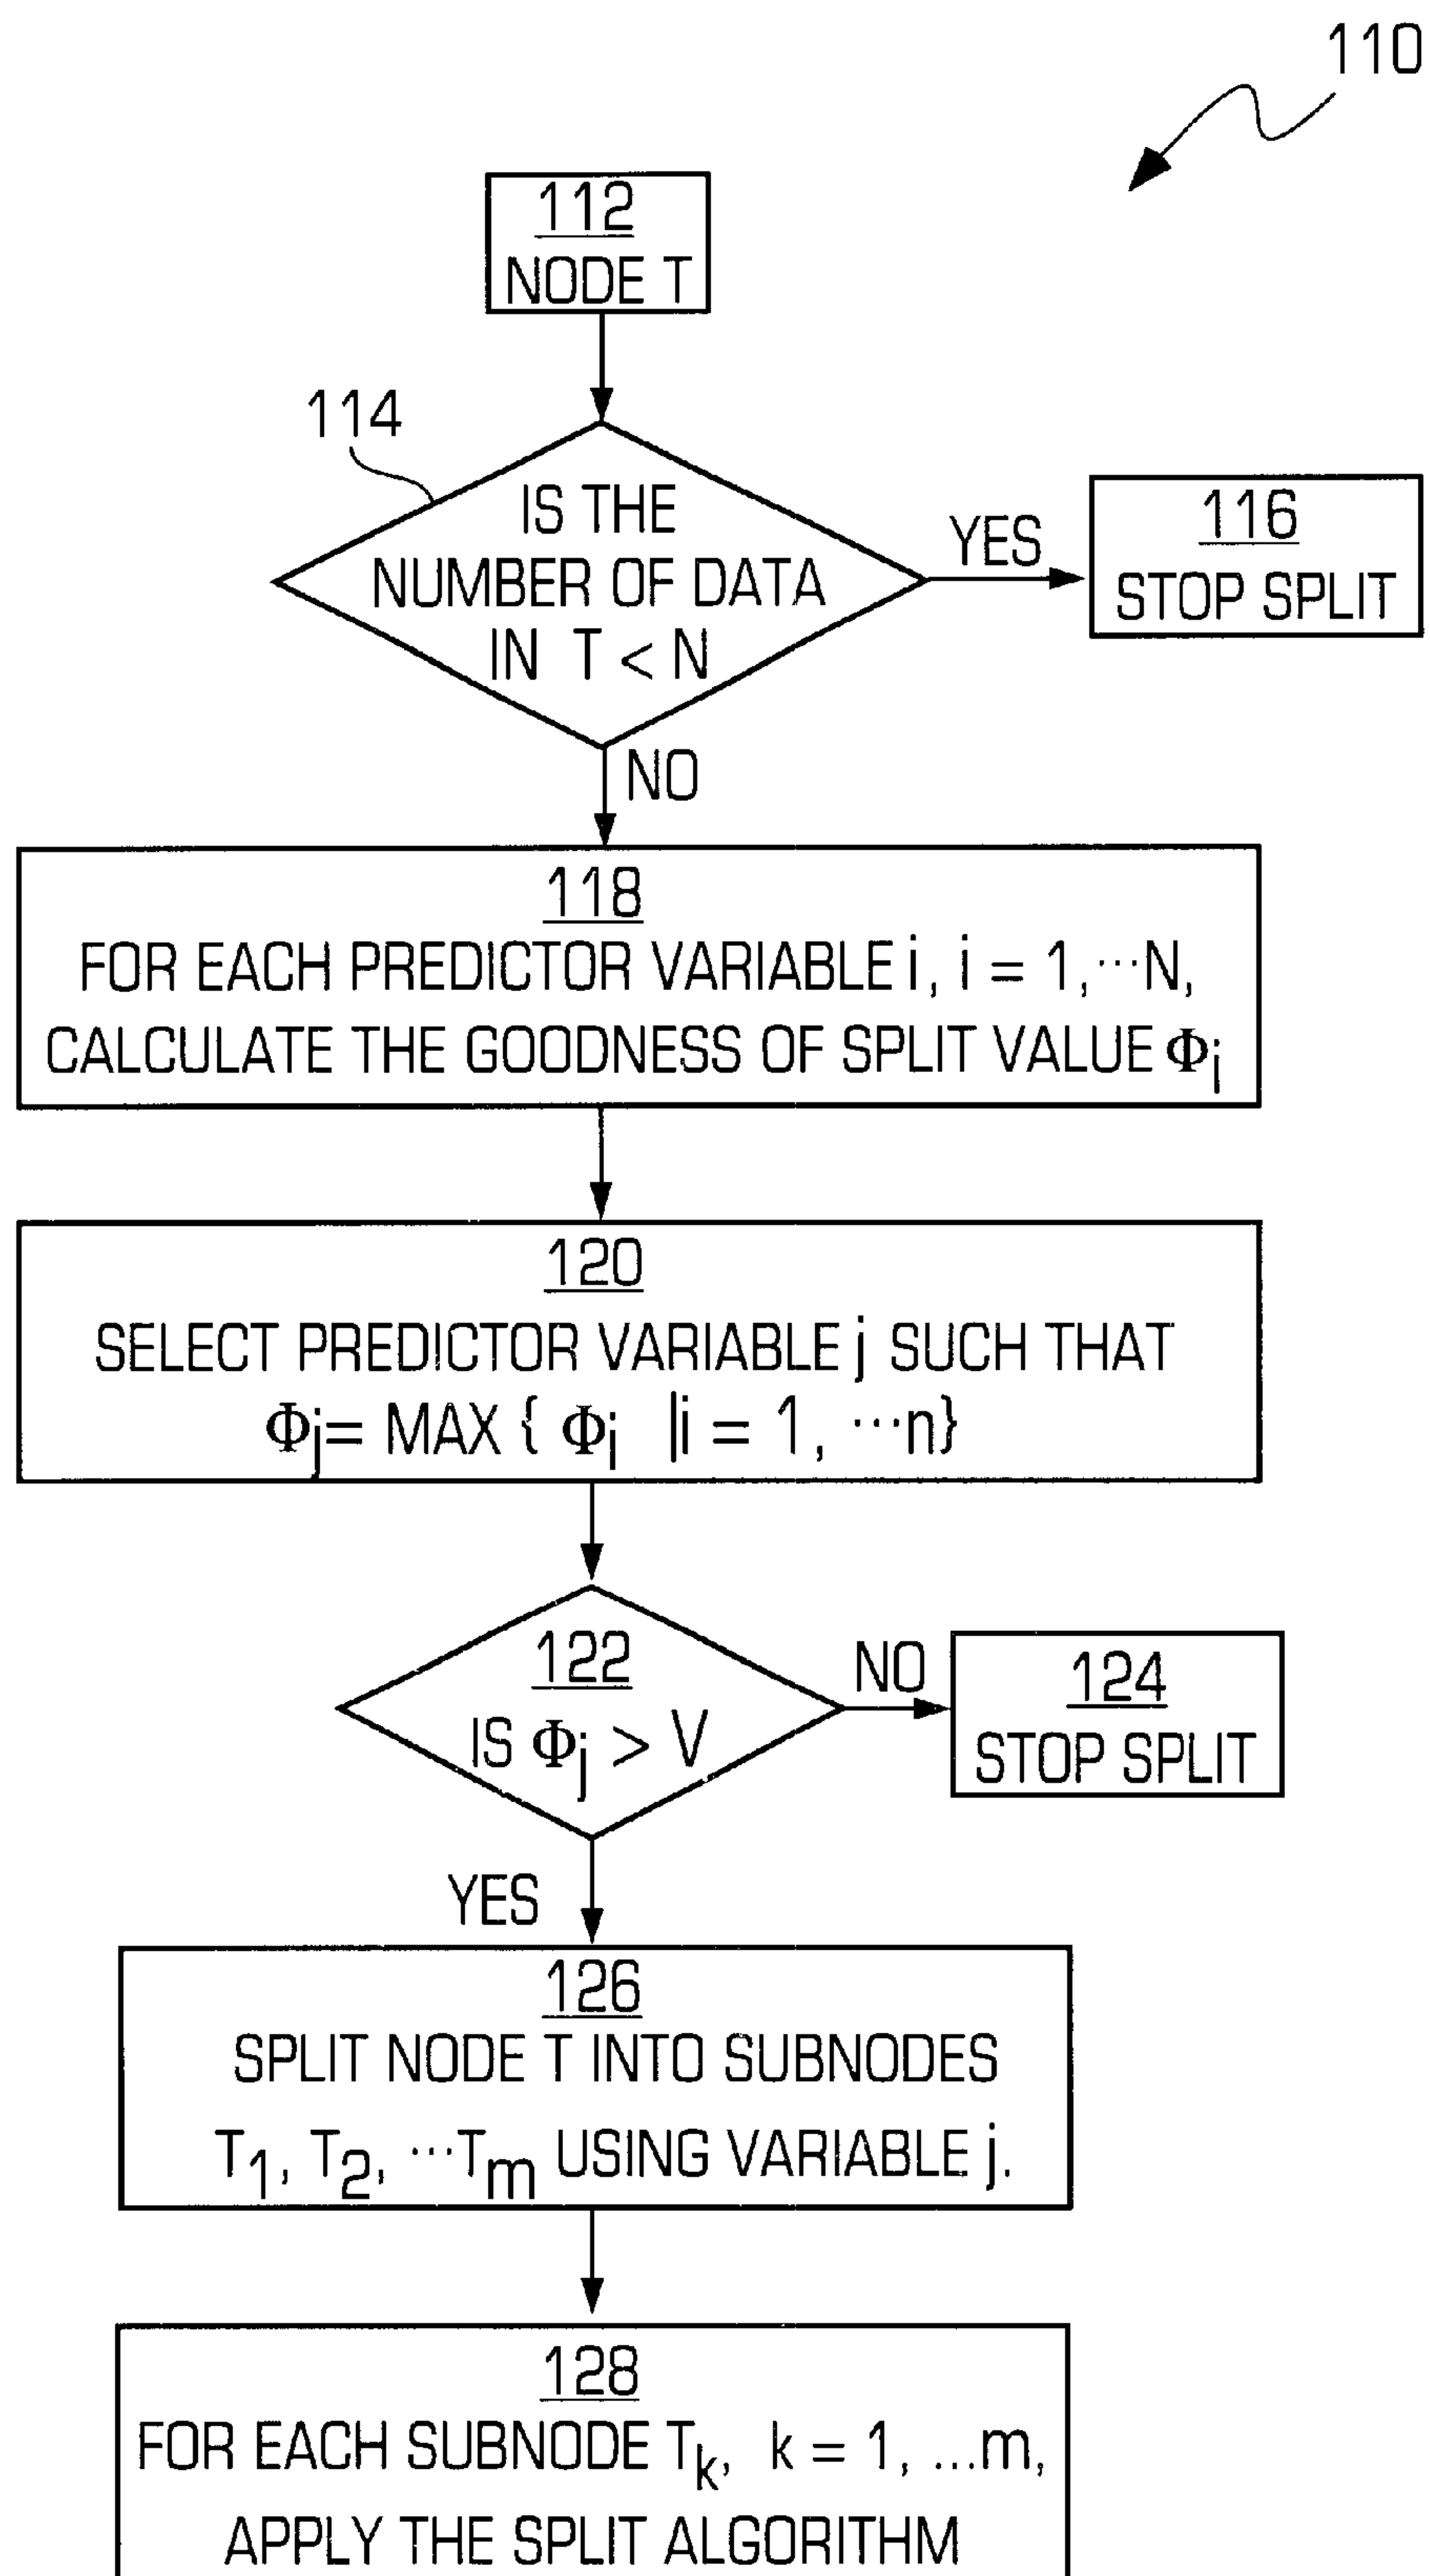 110
112
NODE T
114
IS THE
NUMBER OF DATA
IN T < N
YES
116
STOP SPLIT
NO
118
FOR EACH PREDICTOR VARIABLE i, i = 1,···N,
CALCULATE THE GOODNESS OF SPLIT VALUE Φi
120
SELECT PREDICTOR VARIABLE j SUCH THAT
Φj= MAX { Φi |i = 1, ···n}
122
IS Φj > V
NO
124
STOP SPLIT
YES
126
SPLIT NODE T INTO SUBNODES
T1, T2, ···Tm USING VARIABLE j.
128
FOR EACH SUBNODE Tk, k = 1, ...m,
APPLY THE SPLIT ALGORITHM